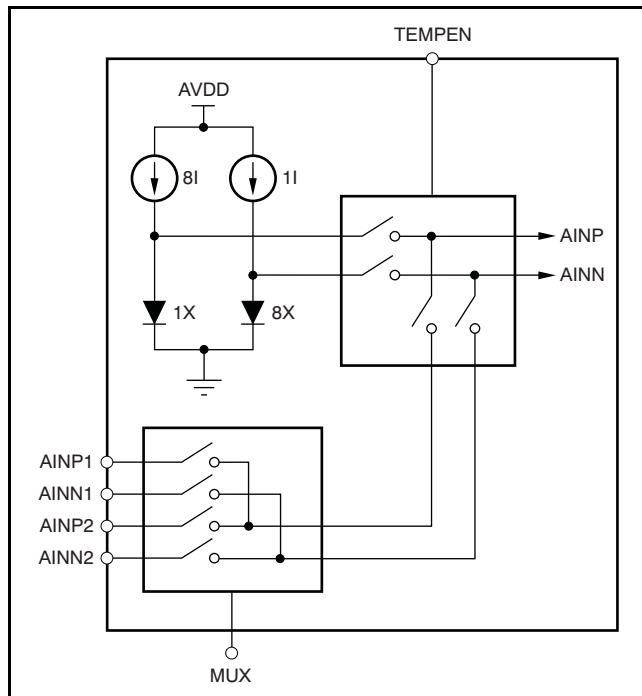 TEMPEN
AVDD
8I
1I
AINP
AINN
1X
8X
AINP1
AINN1
AINP2
AINN2
MUX